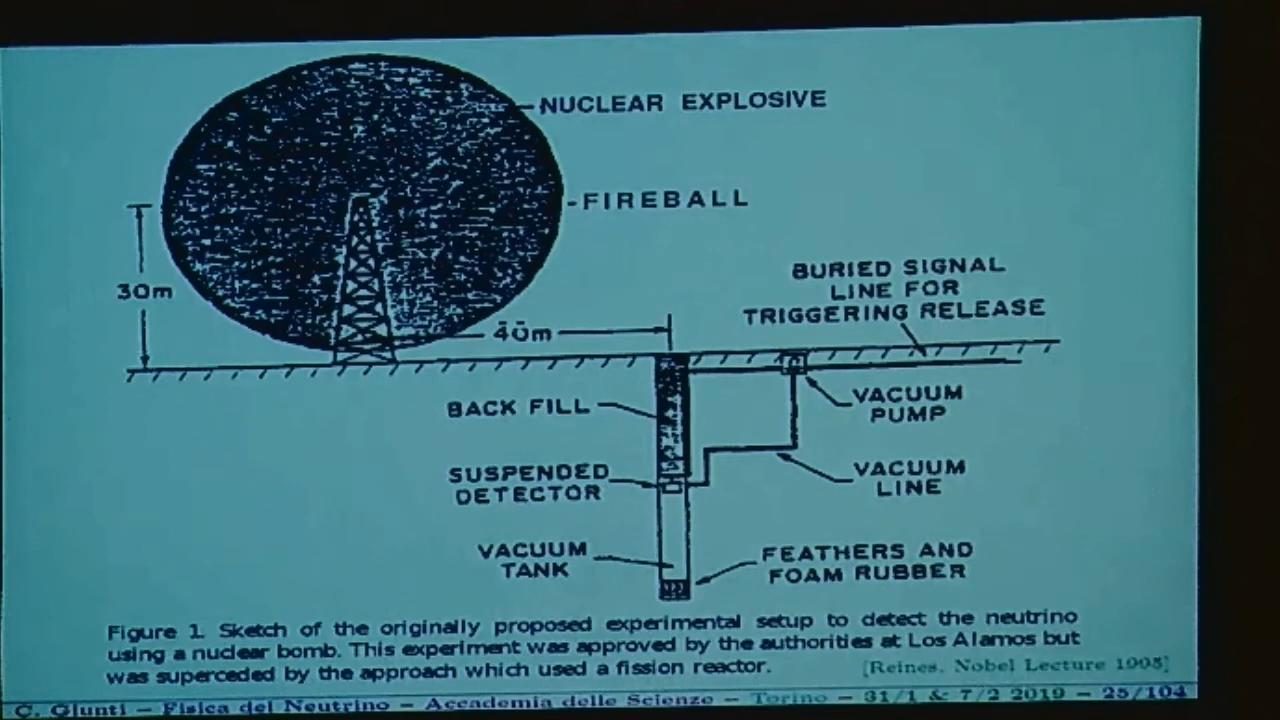 NUCLEAR EXPLOSIVE
-FIREBALL
30m
40m
BURIED SIGNAL
LINE FOR
TRIGGERING RELEASE
BACK FILL
VACUUM
PUMP
SUSPENDED
DETECTOR
VACUUM
LINE
VACUUM
TANK
FEATHERS AND
FOAM RUBBER
Figure 1. Sketch of the originally proposed experimental setup to detect the neutrino
using a nuclear bomb. This experiment was approved by the authorities at Los Alamos but
was superceded by the approach which used a fission reactor.
[Reines, Nobel Lecture 1995]
C. Giunti — Fisica del Neutrino — Accademia delle Scienze — Torino — 31/1 & 7/2 2019 — 25/104